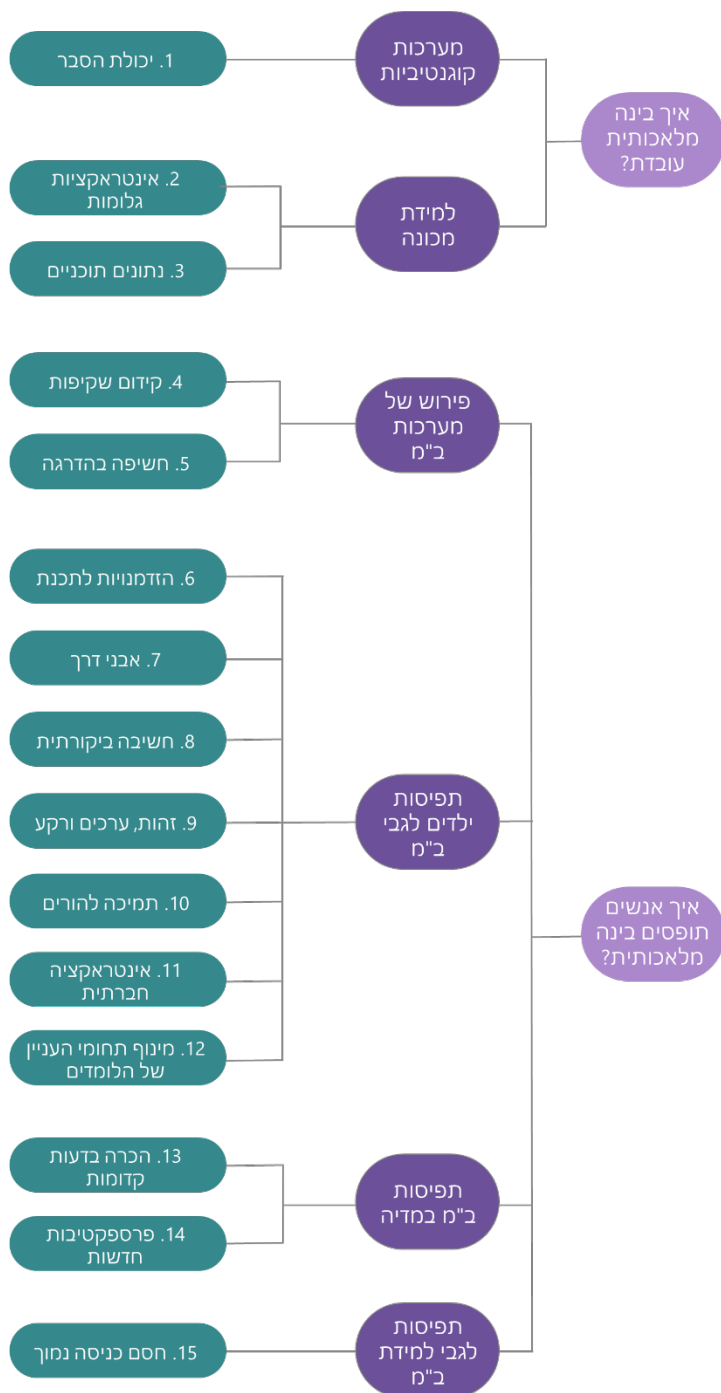 איך בינה
מלאכותית
עובדת?
מערכות
קוגנטיביות
1. יכולת הסבר
למידת
מכונה
2. אינטראקציות
גלומות
3. נתונים תוכניים
איך אנשים
תופסים בינה
מלאכותית?
פירוש של
מערכות
ב"מ
4. קידום שקיפות
5. חשיפה בהדרגה
תפיסות
ילדים לגבי
ב"מ
6. הזדמנויות לתכנת
7. אבני דרך
8. חשיבה ביקורתית
9. זהות, ערכים ורקע
10. תמיכה להורים
11. אינטראקציה
חברתית
12. מינוף תחומי העניין
של הלומדים
תפיסות
ב"מ במדיה
13. הכרה בדעות
קדומות
14. פרספקטיבות
חדשות
תפיסות
לגבי למידת
ב"מ
15. חסם כניסה נמוך